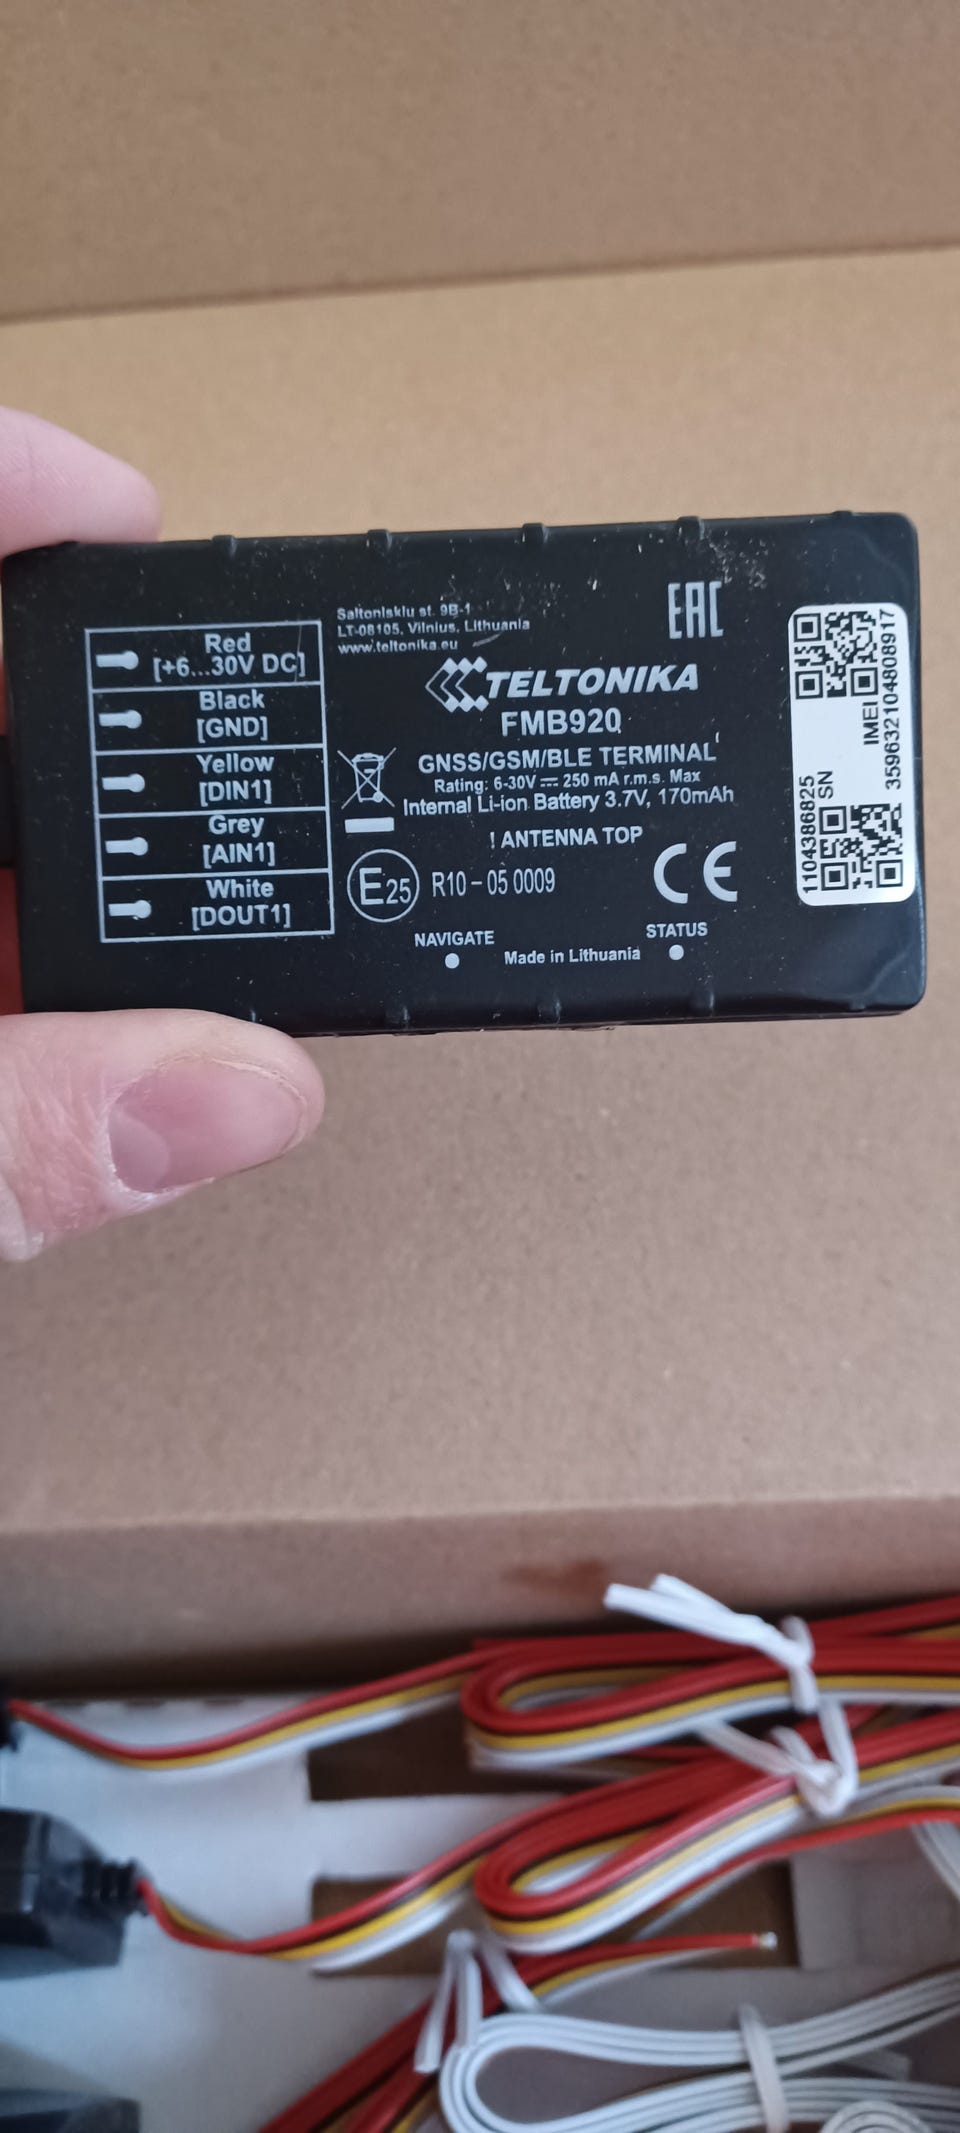 Red
[+6...30V DC]
Black
[GND]
Yellow
[DIN1]
Grey
[AIN1]
White
[DOUT1]
Saltoniskiu st. 9B-1
LT-08105, Vilnius, Lithuania
www.teltonika.eu
EAC
TELTONIKA
FMB920
GNSS/GSM/BLE TERMINAL
Rating: 6-30V ⎓ 250 mA r.m.s. Max
Internal Li-ion Battery 3.7V, 170mAh
! ANTENNA TOP
E25 R10 - 05 0009
CE
NAVIGATE
Made in Lithuania
STATUS
1104386825
SN
IMEI
359632104808917